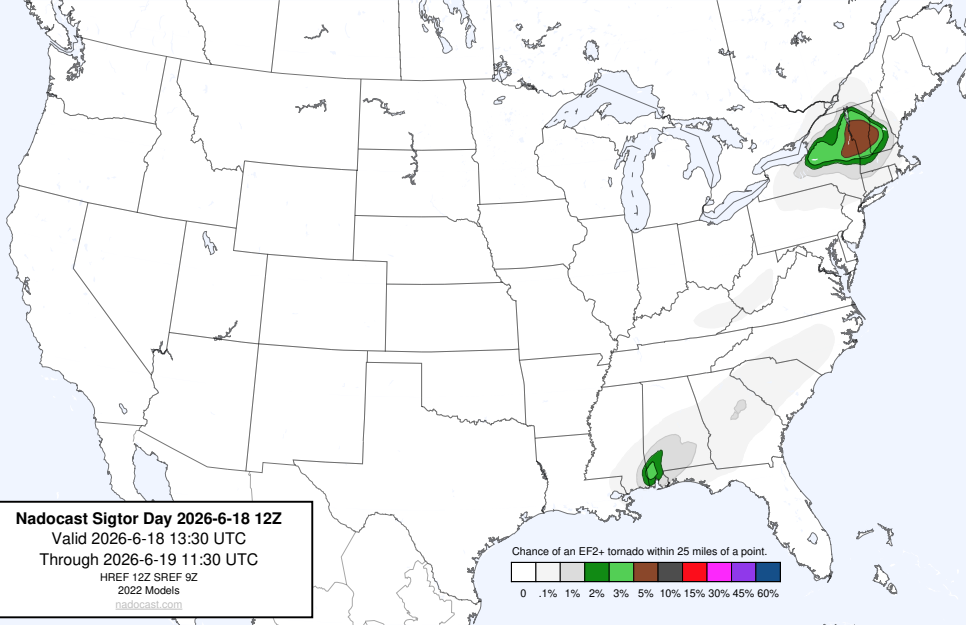 Nadocast Sigtor Day 2026-6-18 12Z
Valid 2026-6-18 13:30 UTC
Through 2026-6-19 11:30 UTC
HREF 12Z SREF 9Z
2022 Models
nadocast.com
Chance of an EF2+ tornado within 25 miles of a point.
0 .1% 1% 2% 3% 5% 10% 15% 30% 45% 60%